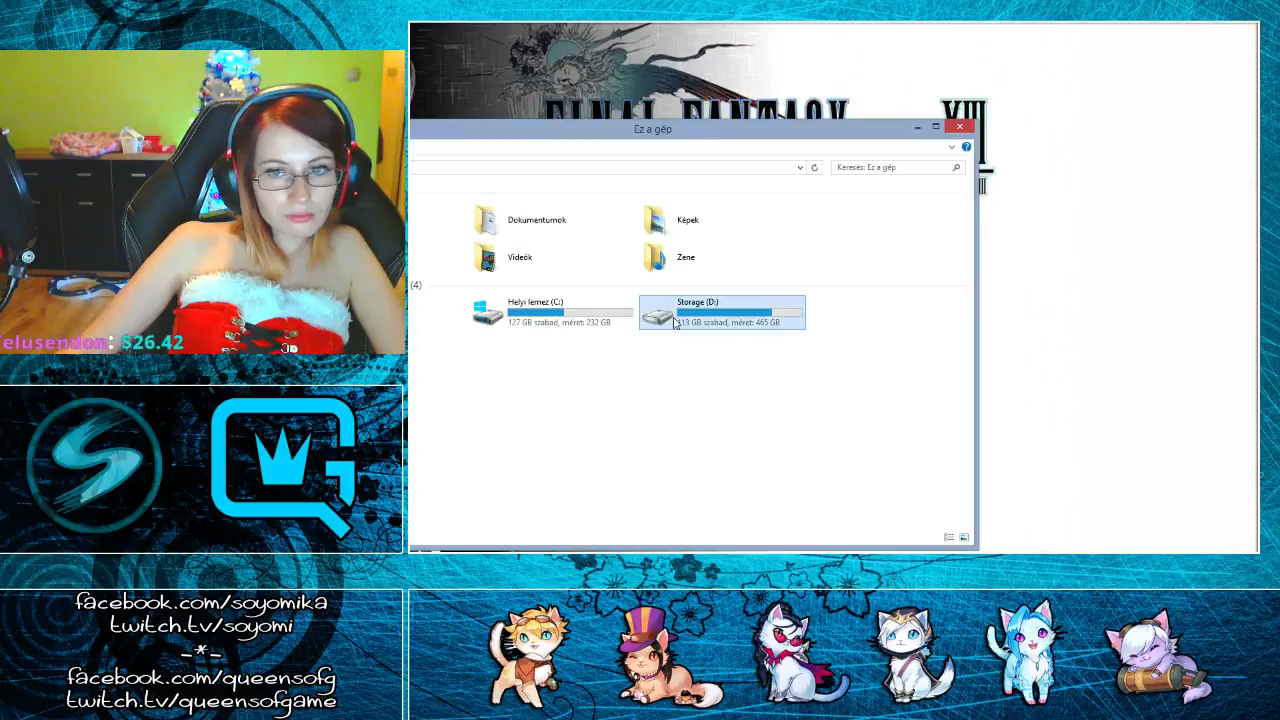 FINAL FANTASY XIII
Ez a gép
Keresés: Ez a gép
Dokumentumok
Képek
Videók
Zene
(4)
Helyi lemez (C:)
Storage (D:)
127 GB szabad, méret: 232 GB
113 GB szabad, méret: 465 GB
elusendom: $26.42
facebook.com/soyomika
twitch.tv/soyomi
-*-
facebook.com/queensofg
twitch.tv/queensofgame